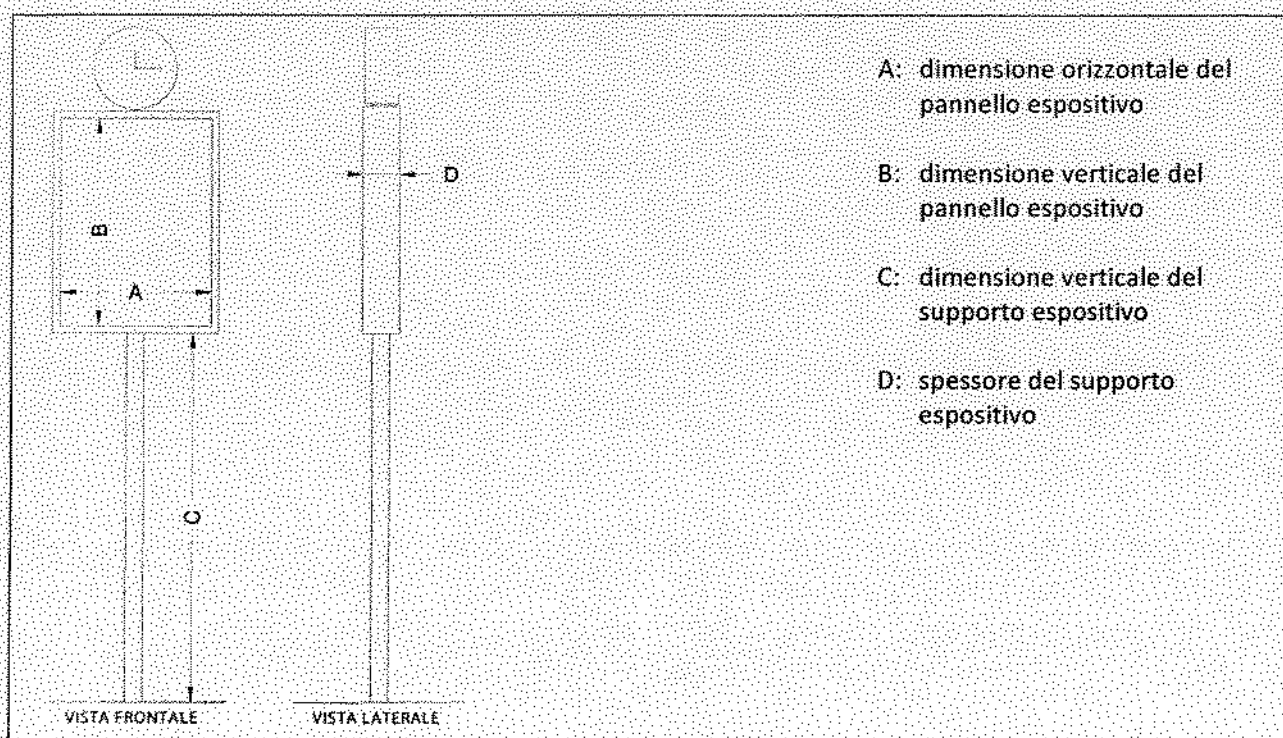 A: dimensione orizzontale del
pannello espositivo
B: dimensione verticale del
pannello espositivo
C: dimensione verticale del
supporto espositivo
D: spessore del supporto
espositivo
D
B
A
C
VISTA FRONTALE
VISTA LATERALE